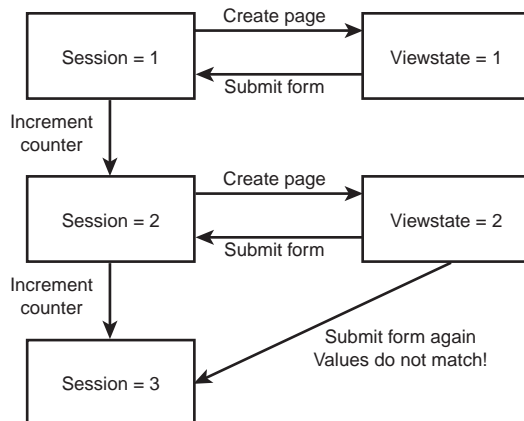 Create page
Session = 1
Viewstate = 1
Submit form
Increment
counter
Create page
Session = 2
Viewstate = 2
Submit form
Increment
counter
Submit form again
Values do not match!
Session = 3